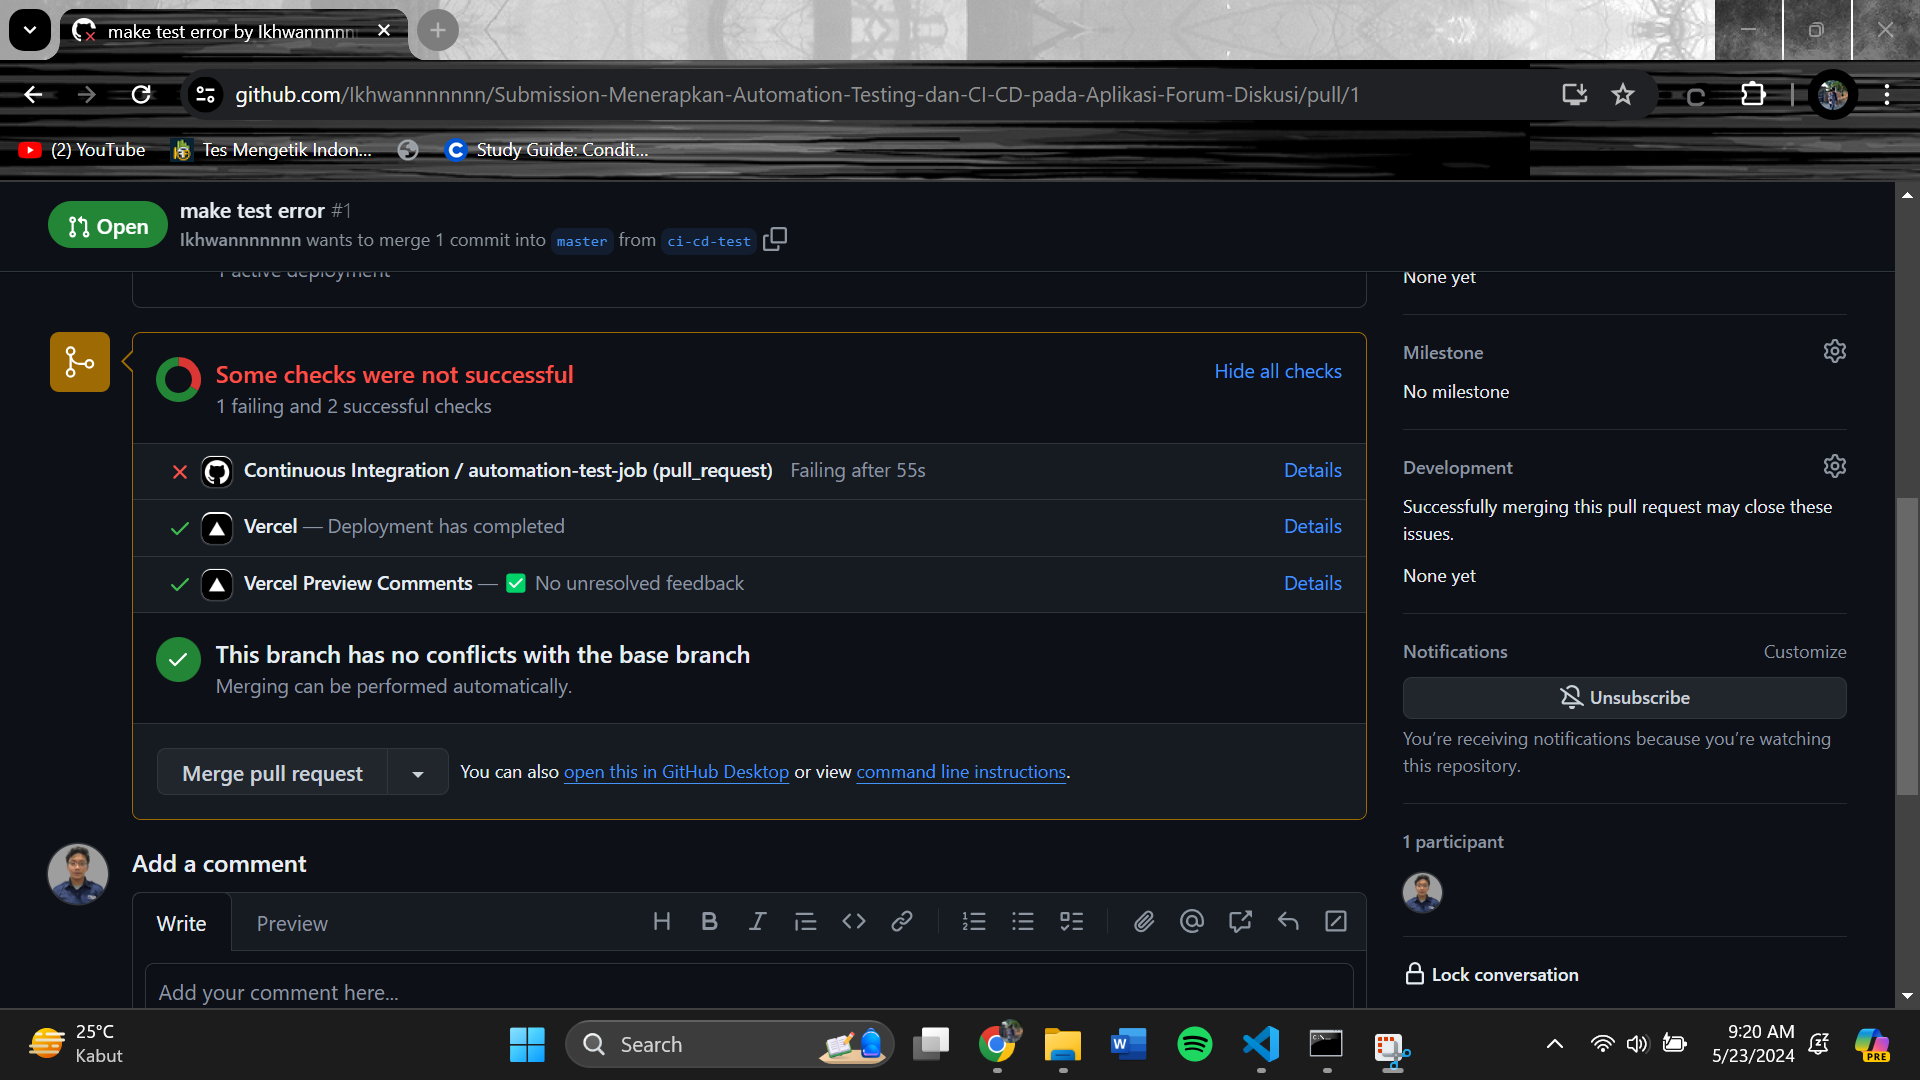 make test error by Ikhwannnnn
github.com/Ikhwannnnnnn/Submission-Menerapkan-Automation-Testing-dan-CI-CD-pada-Aplikasi-Forum-Diskusi/pull/1
(2) YouTube
Tes Mengetik Indon...
Study Guide: Condit...
Open
make test error #1
Ikhwannnnnnn wants to merge 1 commit into master from ci-cd-test
1 active deployment
None yet
Some checks were not successful
1 failing and 2 successful checks
Hide all checks
Continuous Integration / automation-test-job (pull_request) Failing after 55s
Details
Vercel — Deployment has completed
Details
Vercel Preview Comments — ✅ No unresolved feedback
Details
This branch has no conflicts with the base branch
Merging can be performed automatically.
Merge pull request
You can also open this in GitHub Desktop or view command line instructions.
Milestone
No milestone
Development
Successfully merging this pull request may close these
issues.
None yet
Notifications
Customize
Unsubscribe
You're receiving notifications because you're watching
this repository.
1 participant
Lock conversation
Add a comment
Write
Preview
Add your comment here...
25°C
Kabut
Search
9:20 AM
5/23/2024
PRE